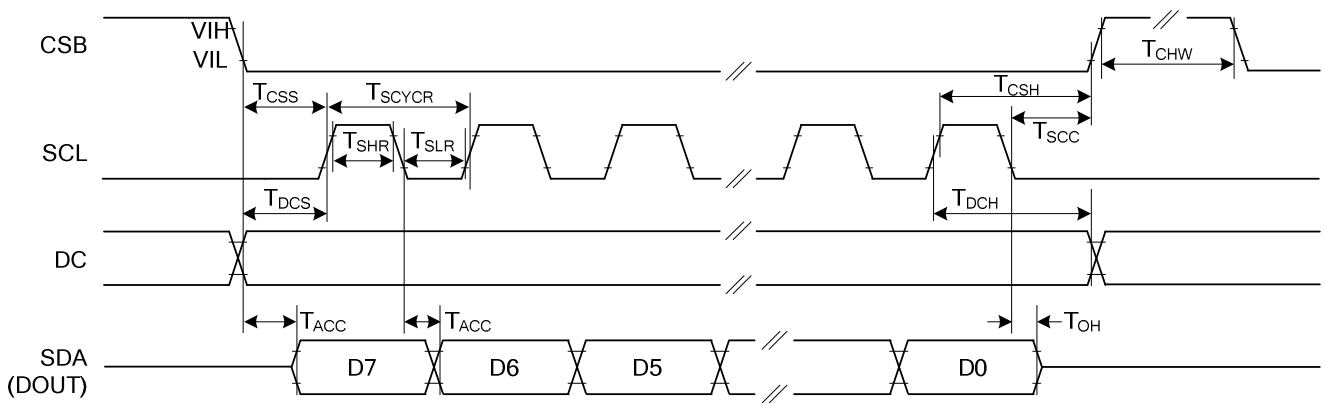 CSB
VIH
VIL
TCHW
TCSS
TSCYCR
TCSH
TSCC
SCL
TSHR
TSLR
TDCS
TDCH
DC
TACC
TACC
TOH
SDA
(DOUT)
D7
D6
D5
D0